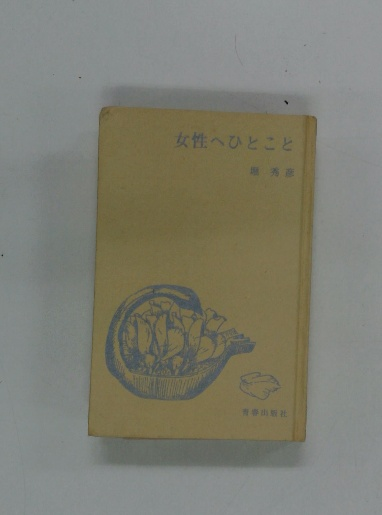 女性へひとこと
堀 秀彦
青春出版社